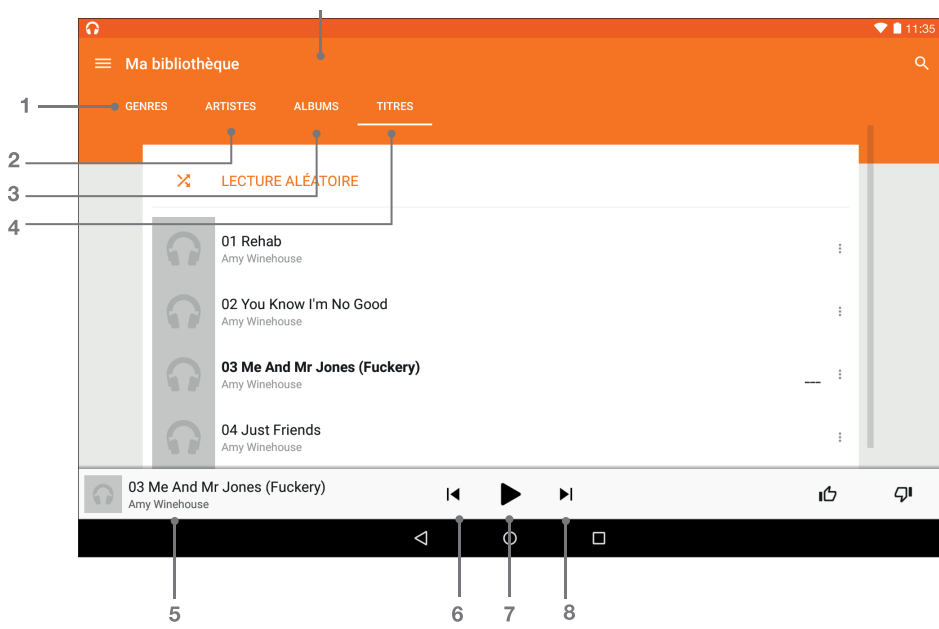 11:35
Ma bibliothèque
1 GENRES ARTISTES ALBUMS TITRES
2
3
4
LECTURE ALÉATOIRE
01 Rehab
Amy Winehouse
02 You Know I'm No Good
Amy Winehouse
03 Me And Mr Jones (Fuckery)
Amy Winehouse
04 Just Friends
Amy Winehouse
03 Me And Mr Jones (Fuckery)
Amy Winehouse
5 6 7 8